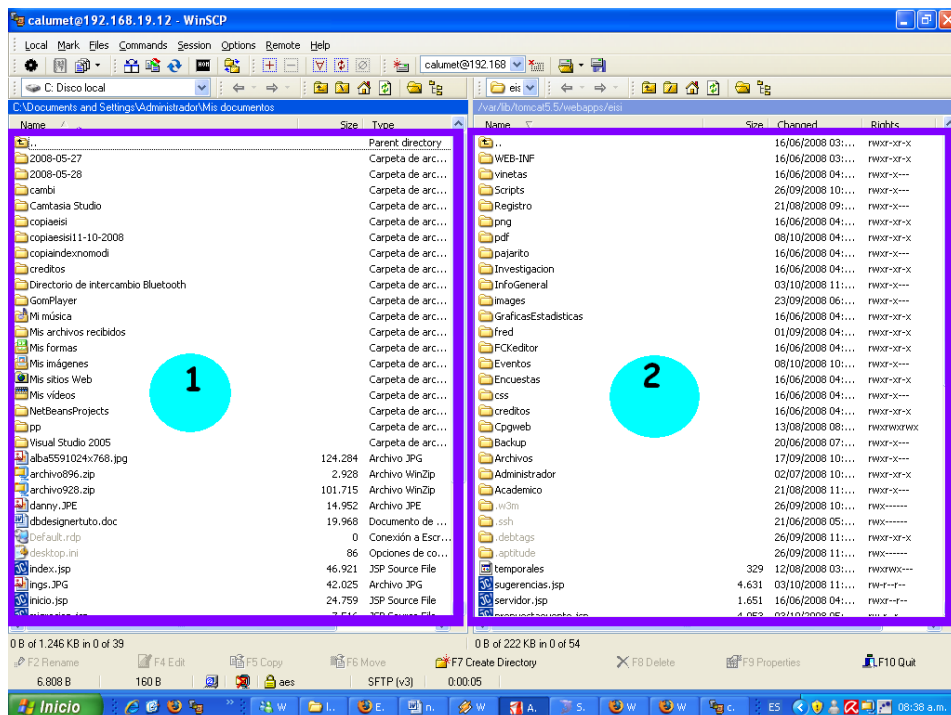 calumet@192.168.19.12 - WinSCP
Local Mark Files Commands Session Options Remote Help
calumet@192.168
C: Disco local
eis
C:\Documents and Settings\Administrador\Mis documentos
Name Size Type
.. Parent directory
2008-05-27 Carpeta de arc...
2008-05-28 Carpeta de arc...
cambi Carpeta de arc...
Camtasia Studio Carpeta de arc...
copiaeisi Carpeta de arc...
copiaesisi11-10-2008 Carpeta de arc...
copiaindexnomodi Carpeta de arc...
creditos Carpeta de arc...
Directorio de intercambio Bluetooth Carpeta de arc...
GomPlayer Carpeta de arc...
Mi música Carpeta de arc...
Mis archivos recibidos Carpeta de arc...
Mis formas Carpeta de arc...
Mis imágenes Carpeta de arc...
Mis sitios Web Carpeta de arc...
Mis vídeos Carpeta de arc...
NetBeansProjects Carpeta de arc...
pp Carpeta de arc...
Visual Studio 2005 Carpeta de arc...
alba5591024x768.jpg 124.284 Archivo JPG
archivo896.zip 2.928 Archivo WinZip
archivo928.zip 101.715 Archivo WinZip
danny.JPE 14.952 Archivo JPE
dbdesignertuto.doc 19.968 Documento de ...
Default.rdp 0 Conexión a Escr...
desktop.ini 86 Opciones de co...
index.jsp 46.921 JSP Source File
ings.JPG 42.025 Archivo JPG
inicio.jsp 24.759 JSP Source File
1
/var/lib/tomcat5.5/webapps/eisi
Name Size Changed Rights
.. 16/06/2008 03:... rwxr-xr-x
WEB-INF 16/06/2008 03:... rwxr-xr-x
vinetas 16/06/2008 04:... rwxr-x---
Scripts 26/09/2008 10:... rwxr-x---
Registro 21/08/2008 09:... rwxr-x---
png 16/06/2008 04:... rwxr-xr-x
pdf 08/10/2008 04:... rwxr-xr-x
pajarito 16/06/2008 04:... rwxr-x---
Investigacion 16/06/2008 04:... rwxr-xr-x
InfoGeneral 03/10/2008 11:... rwxr-x---
images 23/09/2008 06:... rwxr-x---
GraficasEstadisticas 16/06/2008 04:... rwxr-xr-x
fred 01/09/2008 04:... rwxr-xr-x
FCKeditor 16/06/2008 04:... rwxr-x---
Eventos 08/10/2008 10:... rwxr-x---
Encuestas 16/06/2008 04:... rwxr-xr-x
css 16/06/2008 04:... rwxr-x---
creditos 16/06/2008 04:... rwxr-xr-x
Cpgweb 13/08/2008 08:... rwxrwxrwx
Backup 20/06/2008 07:... rwxr-x---
Archivos 17/09/2008 10:... rwxr-x---
Administrador 02/07/2008 10:... rwxr-xr-x
Academico 21/08/2008 11:... rwxr-x---
.w3m 26/09/2008 10:... rwx------
.ssh 21/06/2008 05:... rwx------
.debtags 26/09/2008 11:... rwxr-xr-x
.aptitude 26/09/2008 11:... rwx------
temporales 329 12/08/2008 03:... rwxrwx---
sugerencias.jsp 4.631 03/10/2008 11:... rw-r--r--
servidor.jsp 1.651 16/06/2008 04:... rwxr--r--
2
0 B of 1.246 KB in 0 of 39
0 B of 222 KB in 0 of 54
F2 Rename F4 Edit F5 Copy F6 Move F7 Create Directory F8 Delete F9 Properties F10 Quit
6.808 B 160 B aes SFTP (v3) 0:00:05
Inicio » W I.. E. n. W A. S. W W c. ES 08:38 a.m.